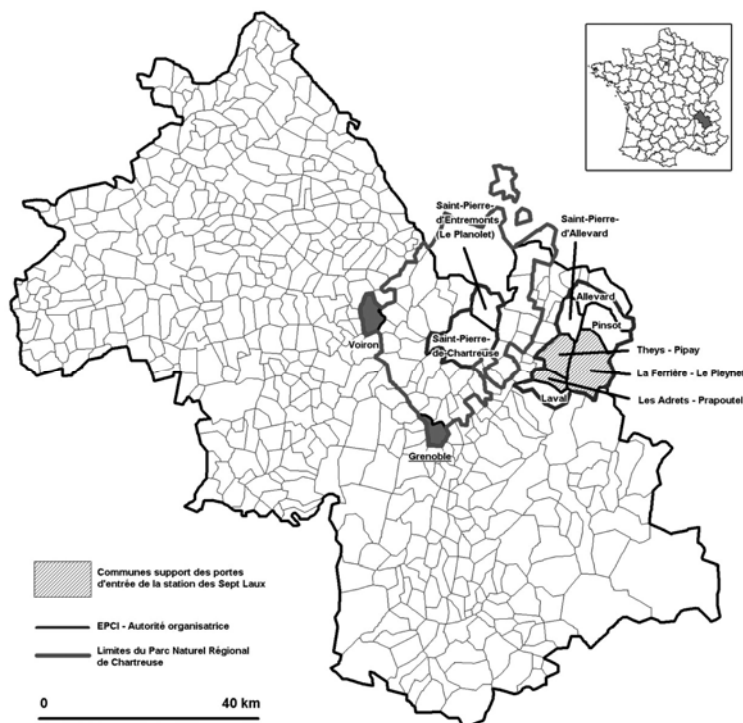 Saint-Pierre-
d'Entremonts
(Le Planolet)
Saint-Pierre-
d'Allevard
Allevard
Pinsot
Voiron
Saint-Pierre-
de-Chartreuse
Theys - Pipay
La Ferrière - Le Pleynet
Les Adrets - Prapoutel
Laval
Grenoble
Communes support des portes
d'entrée de la station des Sept Laux
EPCI - Autorité organisatrice
Limites du Parc Naturel Régional
de Chartreuse
0 40 km